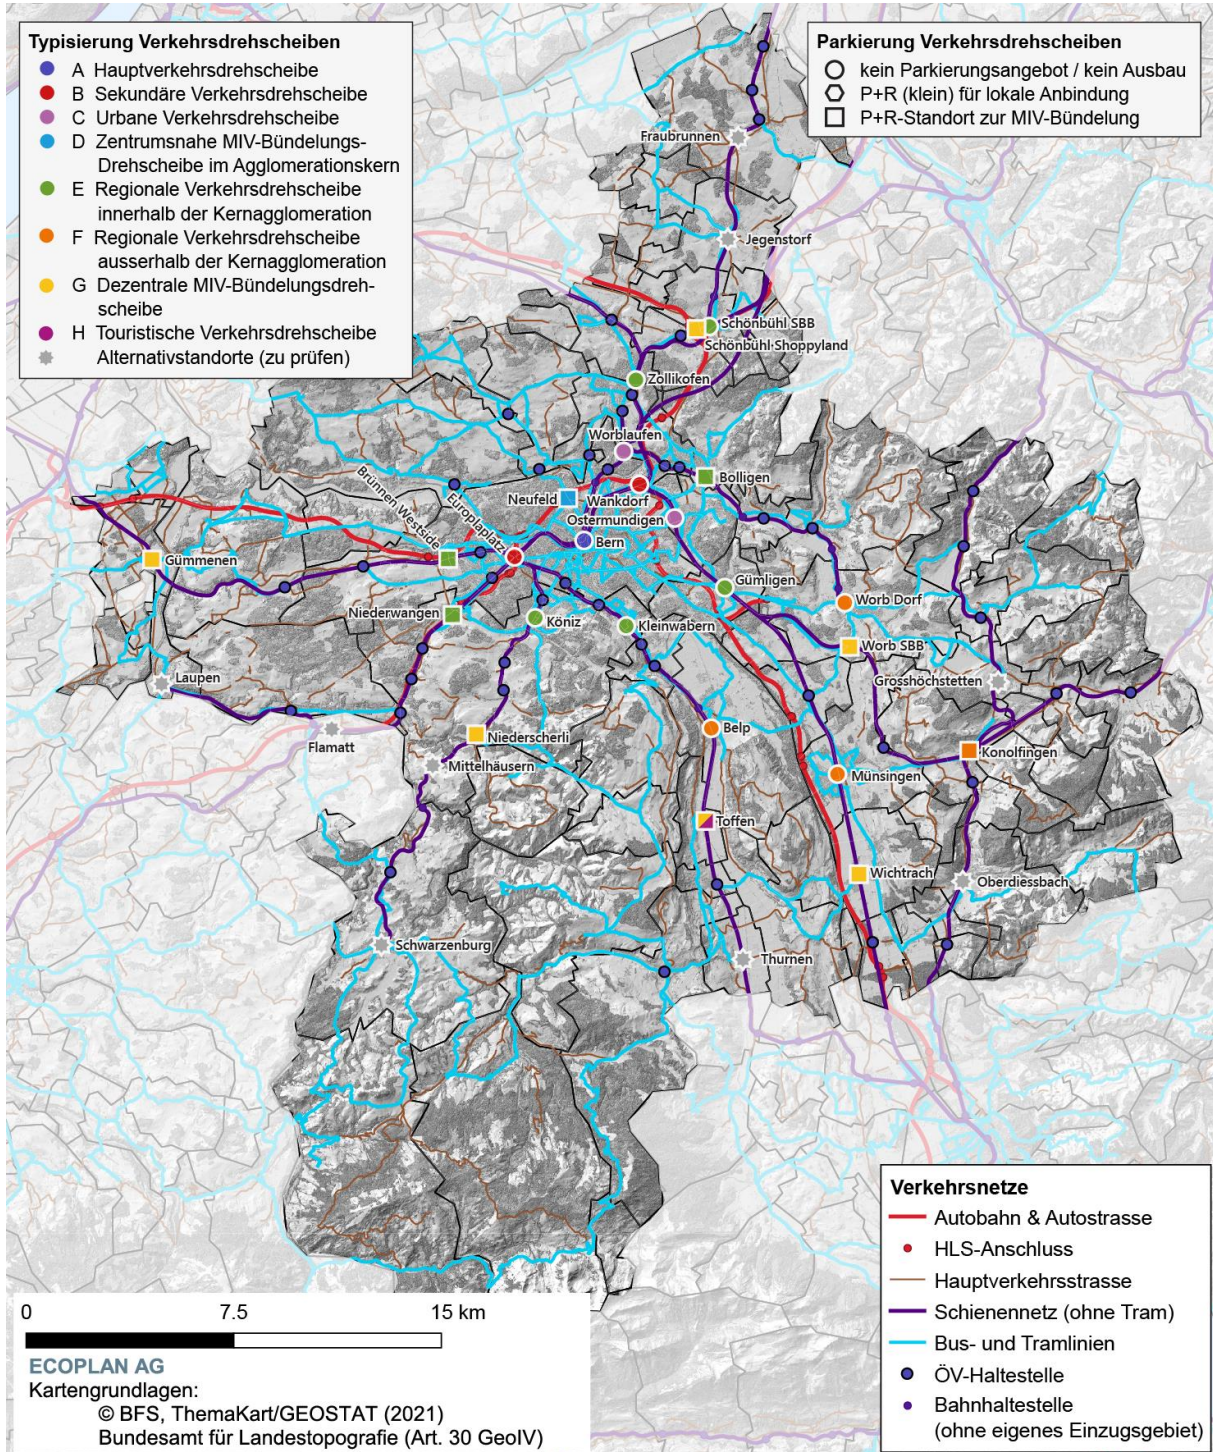 Typisierung Verkehrsdrehscheiben
A Hauptverkehrsdrehscheibe
B Sekundäre Verkehrsdrehscheibe
C Urbane Verkehrsdrehscheibe
D Zentrumsnahe MIV-Bündelungs-
Drehscheibe im Agglomerationskern
E Regionale Verkehrsdrehscheibe
innerhalb der Kernagglomeration
F Regionale Verkehrsdrehscheibe
ausserhalb der Kernagglomeration
G Dezentrale MIV-Bündelungsdreh-
scheibe
H Touristische Verkehrsdrehscheibe
Alternativstandorte (zu prüfen)
Parkierung Verkehrsdrehscheiben
kein Parkierungsangebot / kein Ausbau
P+R (klein) für lokale Anbindung
P+R-Standort zur MIV-Bündelung
Fraubrunnen
Jegenstorf
Schönbühl SBB
Schönbühl Shoppyland
Zollikofen
Worblaufen
Bolligen
Brünnen Westside
Europlaplatz
Neufeld
Wankdorf
Ostermundigen
Bern
Gümmenen
Gümligen
Niederwangen
Köniz
Kleinwabern
Worb Dorf
Worb SBB
Laupen
Grosshöchstetten
Flamatt
Niederscherli
Belp
Mittelhäusern
Konolfingen
Münsingen
Toffen
Wichtrach
Oberdiessbach
Schwarzenburg
Thurnen
Verkehrsnetze
Autobahn & Autostrasse
HLS-Anschluss
Hauptverkehrsstrasse
Schienennetz (ohne Tram)
Bus- und Tramlinien
ÖV-Haltestelle
Bahnhaltestelle
(ohne eigenes Einzugsgebiet)
0 7.5 15 km
ECOPLAN AG
Kartengrundlagen:
© BFS, ThemaKart/GEOSTAT (2021)
Bundesamt für Landestopografie (Art. 30 GeoIV)